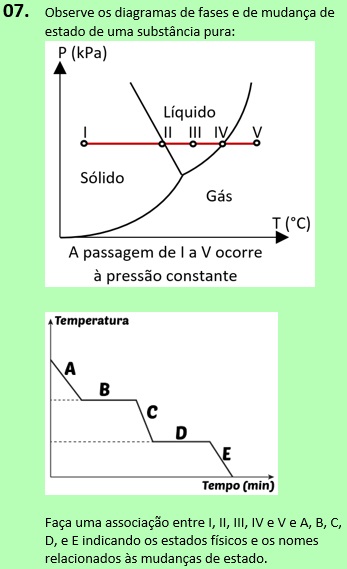 07. Observe os diagramas de fases e de mudança de
estado de uma substância pura:
P (kPa)
Líquido
I II III IV V
Sólido
Gás
T (°C)
A passagem de I a V ocorre
à pressão constante
Temperatura
A
B
C
D
E
Tempo (min)
Faça uma associação entre I, II, III, IV e V e A, B, C,
D, e E indicando os estados físicos e os nomes
relacionados às mudanças de estado.